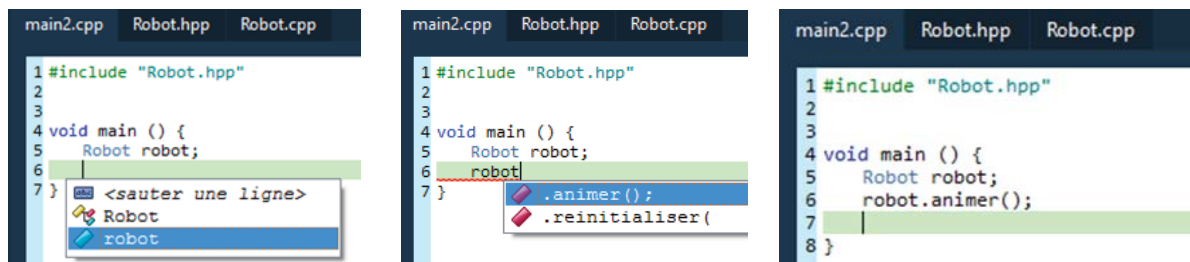 main2.cpp Robot.hpp Robot.cpp
1 #include "Robot.hpp"
2
3
4 void main () {
5 Robot robot;
6
7 }
<sauter une ligne>
Robot
robot
main2.cpp Robot.hpp Robot.cpp
1 #include "Robot.hpp"
2
3
4 void main () {
5 Robot robot;
6 robot
7 }
.animer();
.reinitialiser(
main2.cpp Robot.hpp Robot.cpp
1 #include "Robot.hpp"
2
3
4 void main () {
5 Robot robot;
6 robot.animer();
7
8 }